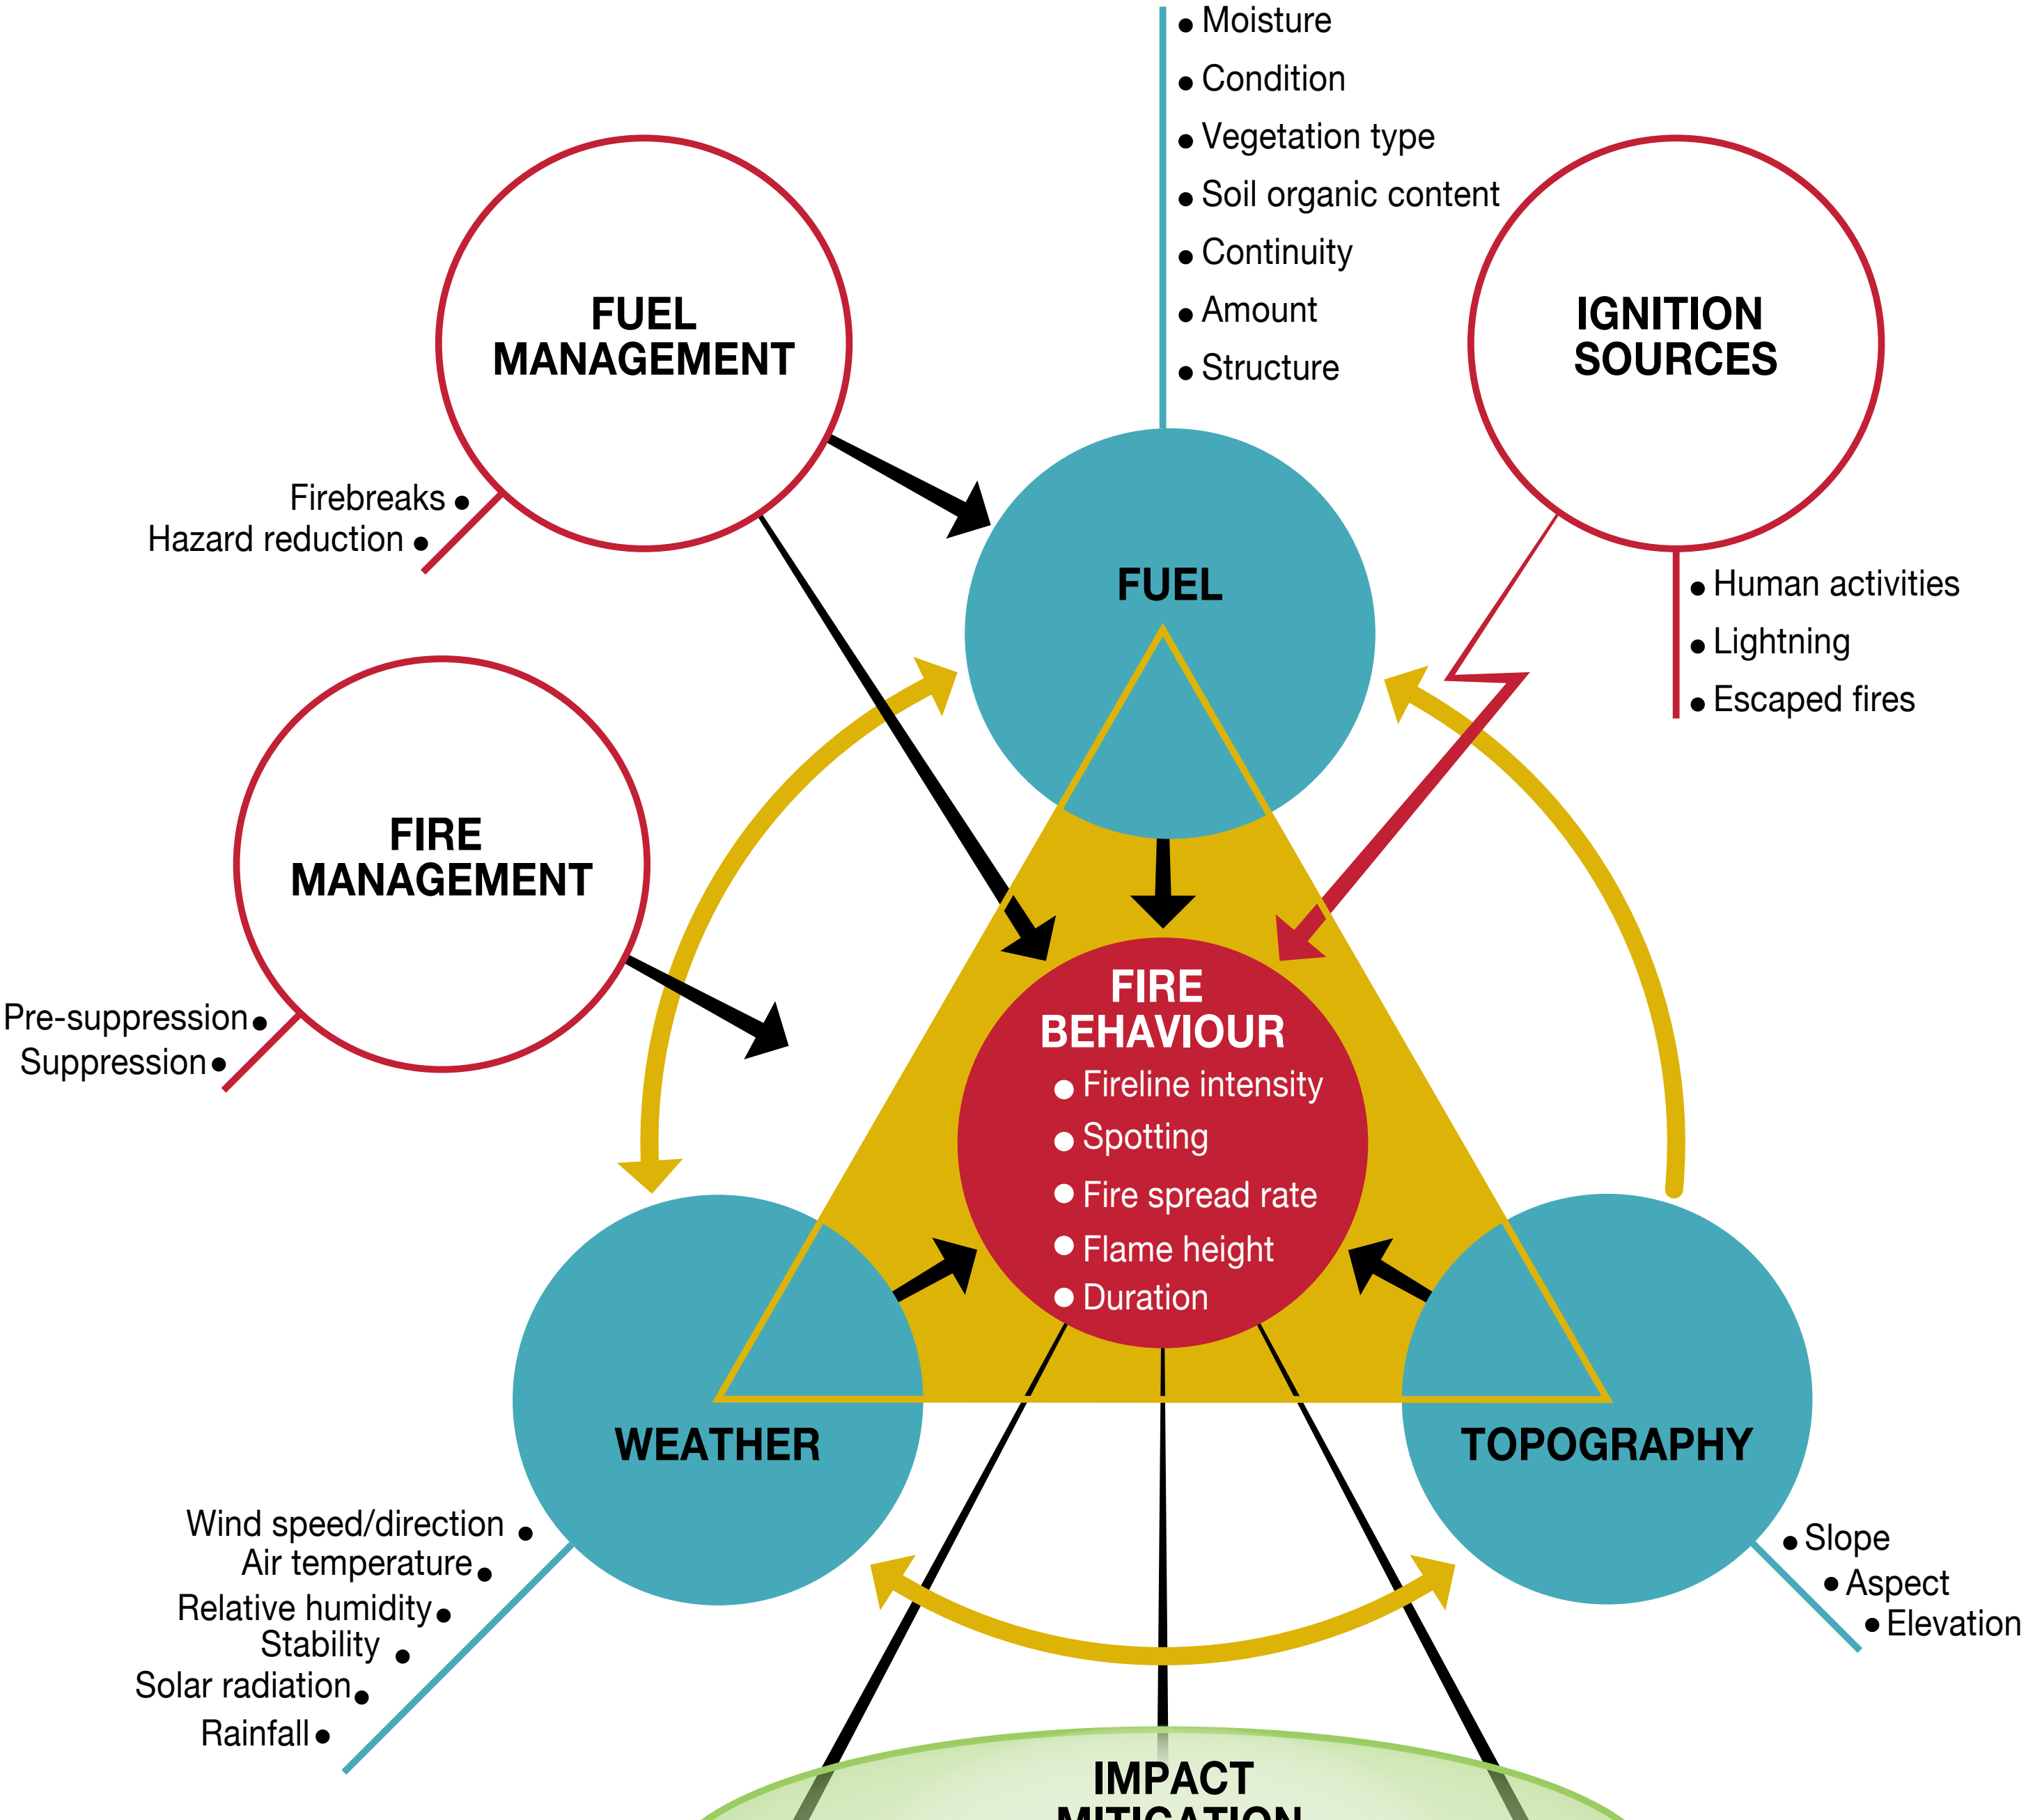 Moisture
Condition
Vegetation type
Soil organic content
Continuity
Amount
Structure
FUEL
MANAGEMENT
Firebreaks
Hazard reduction
IGNITION
SOURCES
Human activities
Lightning
Escaped fires
FUEL
FIRE
MANAGEMENT
Pre-suppression
Suppression
FIRE
BEHAVIOUR
Fireline intensity
Spotting
Fire spread rate
Flame height
Duration
WEATHER
Wind speed/direction
Air temperature
Relative humidity
Stability
Solar radiation
Rainfall
TOPOGRAPHY
Slope
Aspect
Elevation
IMPACT
MITIGATION